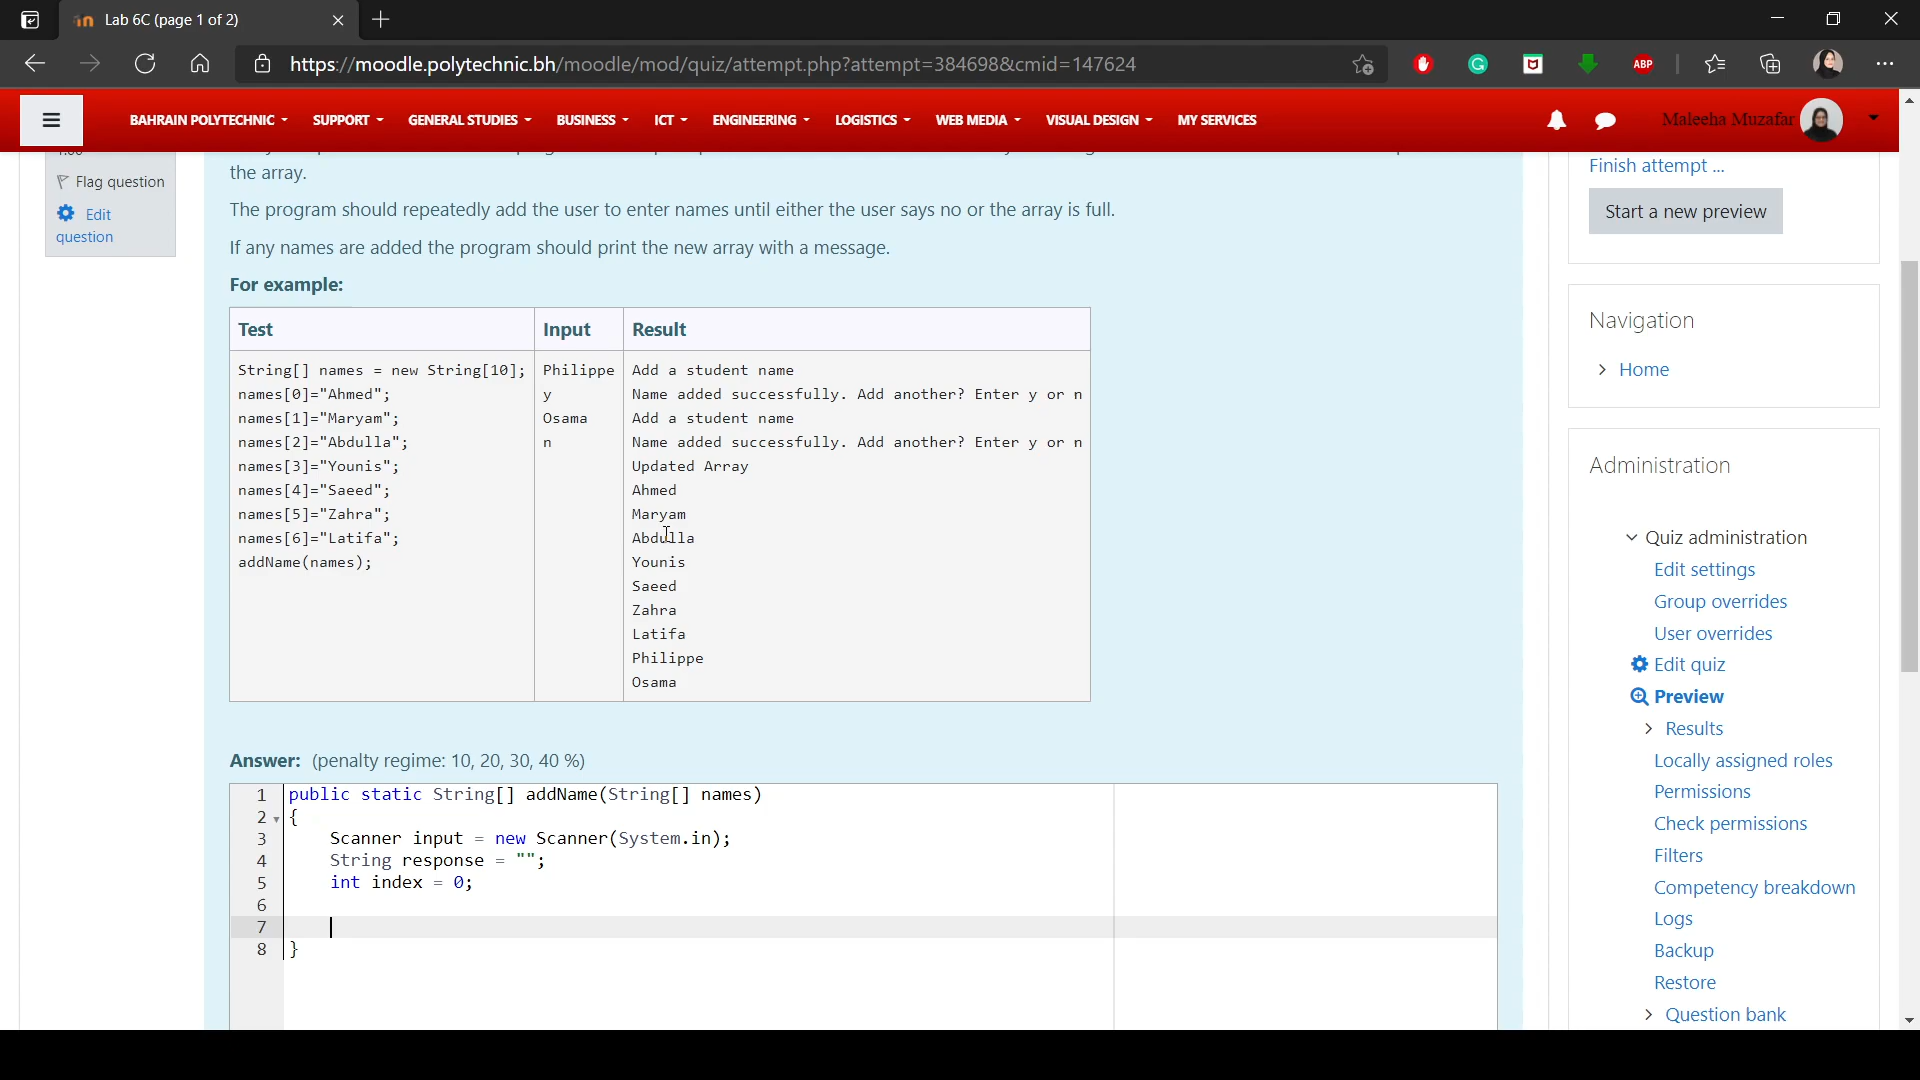 Lab 6C (page 1 of 2)
https://moodle.polytechnic.bh/moodle/mod/quiz/attempt.php?attempt=384698&cmid=147624
ABP
BAHRAIN POLYTECHNIC SUPPORT GENERAL STUDIES BUSINESS ICT ENGINEERING LOGISTICS WEB MEDIA VISUAL DESIGN MY SERVICES
Maleeha Muzafar
Flag question
Edit
question
the array.
The program should repeatedly add the user to enter names until either the user says no or the array is full.
If any names are added the program should print the new array with a message.
For example:
Test Input Result
String[] names = new String[10]; Philippe Add a student name
names[0]="Ahmed"; y Name added successfully. Add another? Enter y or n
names[1]="Maryam"; Osama Add a student name
names[2]="Abdulla"; n Name added successfully. Add another? Enter y or n
names[3]="Younis"; Updated Array
names[4]="Saeed"; Ahmed
names[5]="Zahra"; Maryam
names[6]="Latifa"; Abdulla
addName(names); Younis
Saeed
Zahra
Latifa
Philippe
Osama
Answer: (penalty regime: 10, 20, 30, 40 %)
1 public static String[] addName(String[] names)
2 {
3 Scanner input = new Scanner(System.in);
4 String response = "";
5 int index = 0;
6
7
8 }
Finish attempt ...
Start a new preview
Navigation
Home
Administration
Quiz administration
Edit settings
Group overrides
User overrides
Edit quiz
Preview
Results
Locally assigned roles
Permissions
Check permissions
Filters
Competency breakdown
Logs
Backup
Restore
Question bank